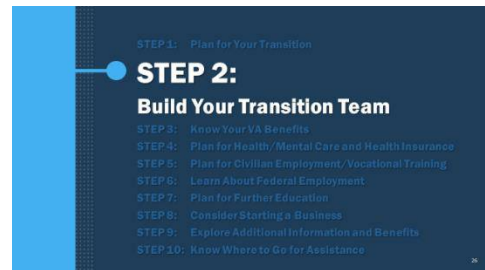 STEP 1: Plan for Your Transition
STEP 2:
Build Your Transition Team
STEP 3: Know Your VA Benefits
STEP 4: Plan for Health/Mental Care and Health Insurance
STEP 5: Plan for Civilian Employment/Vocational Training
STEP 6: Learn About Federal Employment
STEP 7: Plan for Further Education
STEP 8: Consider Starting a Business
STEP 9: Explore Additional Information and Benefits
STEP 10: Know Where to Go for Assistance
26